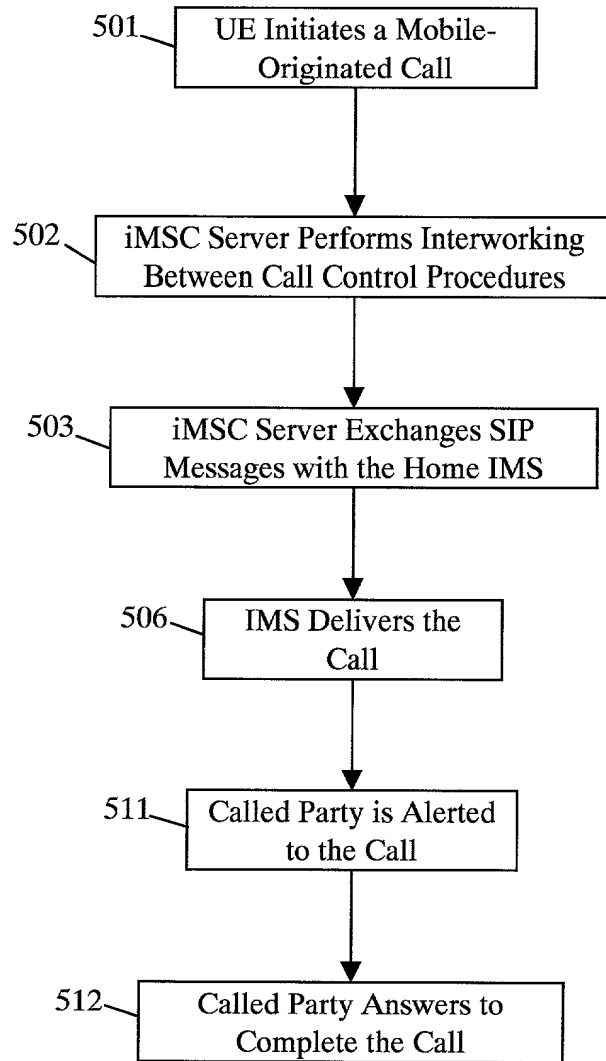 501
UE Initiates a Mobile-
Originated Call
502
iMSC Server Performs Interworking
Between Call Control Procedures
503
iMSC Server Exchanges SIP
Messages with the Home IMS
506
IMS Delivers the
Call
511
Called Party is Alerted
to the Call
512
Called Party Answers to
Complete the Call